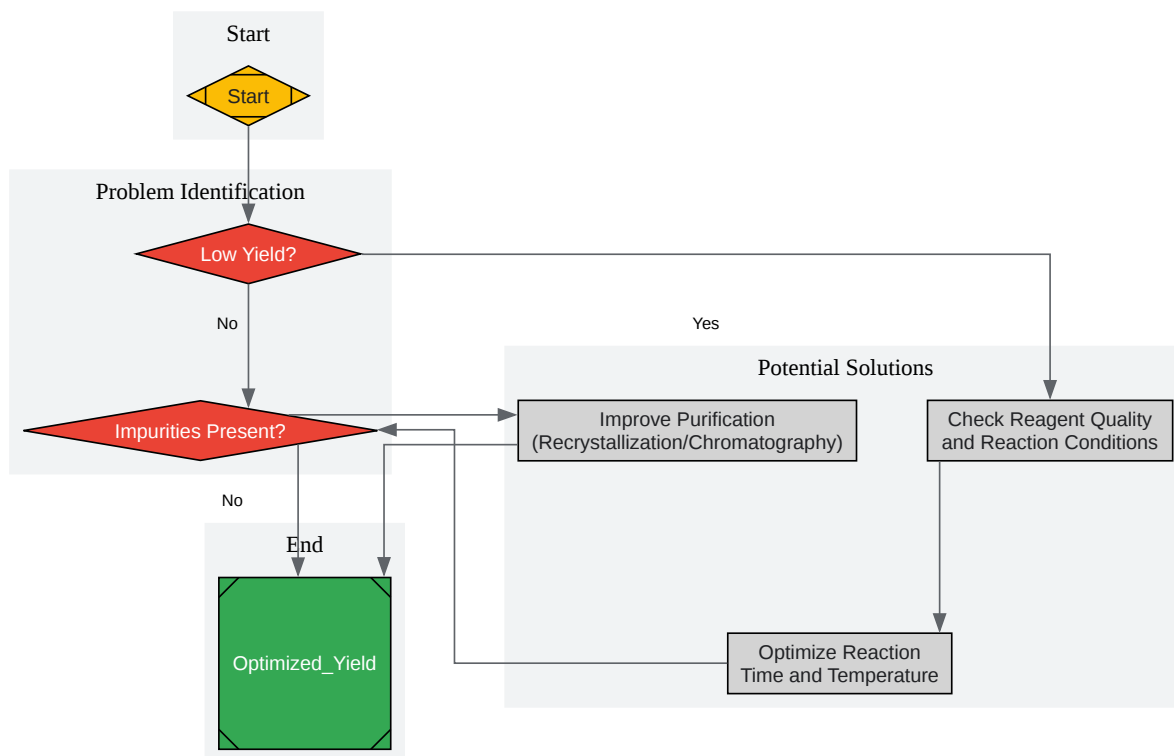 Start
Start
Problem Identification
Low Yield?
No
Yes
Potential Solutions
Impurities Present?
Improve Purification
(Recrystallization/Chromatography)
Check Reagent Quality
and Reaction Conditions
No
End
Optimized_Yield
Optimize Reaction
Time and Temperature